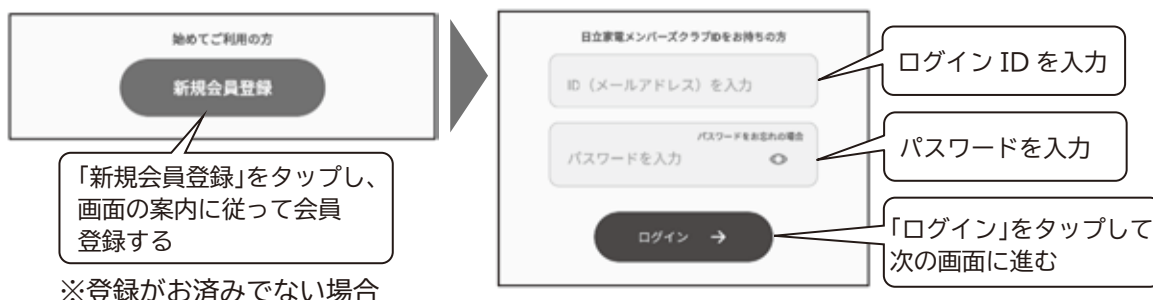 始めてご利用の方
新規会員登録
「新規会員登録」をタップし、
画面の案内に従って会員
登録する
※登録がお済みでない場合
日立家電メンバーズクラブIDをお持ちの方
ID（メールアドレス）を入力
パスワードをお忘れの場合
パスワードを入力
ログイン →
ログイン ID を入力
パスワードを入力
「ログイン」をタップして
次の画面に進む